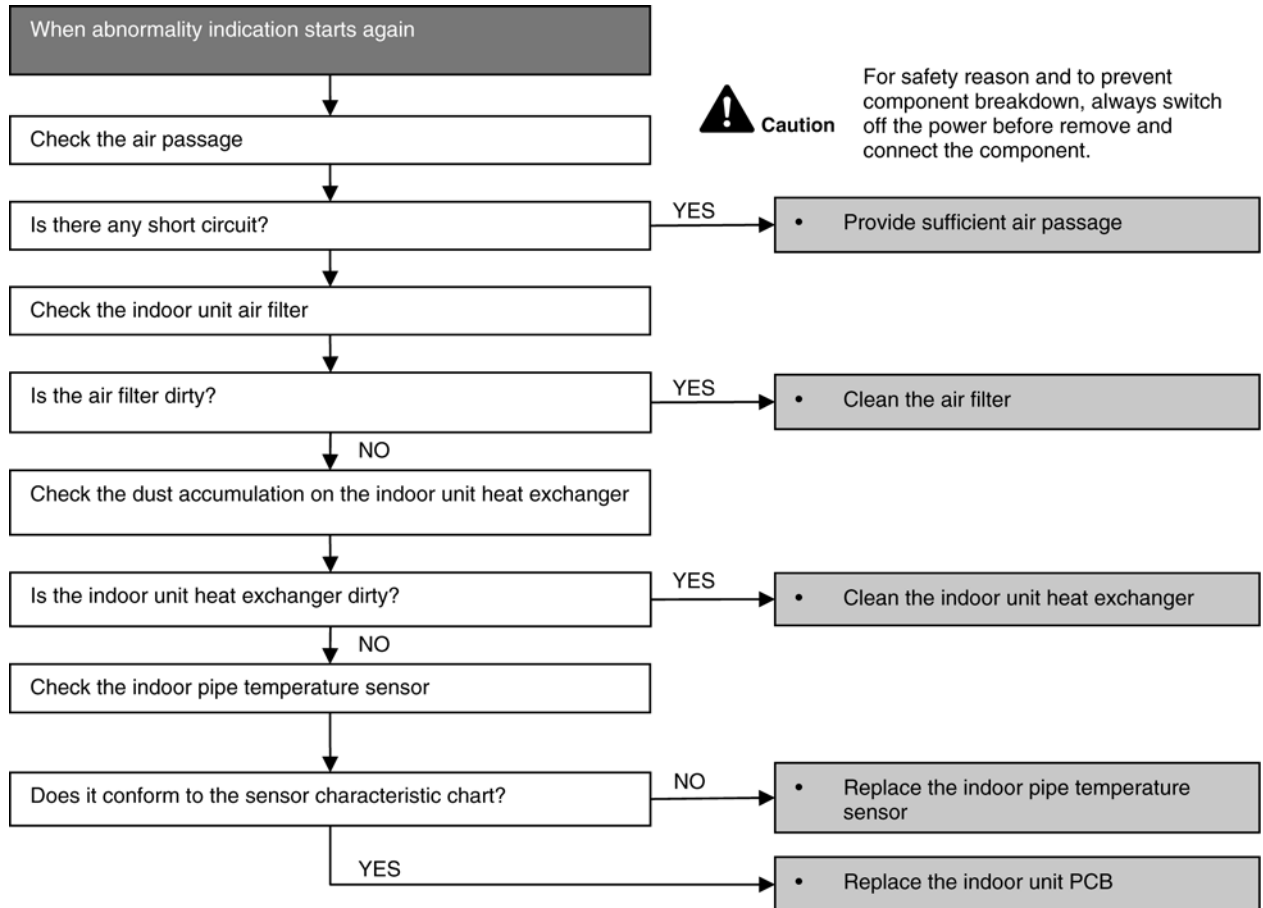 When abnormality indication starts again
For safety reason and to prevent
component breakdown, always switch
off the power before remove and
connect the component.
Caution
Check the air passage
Is there any short circuit?
YES
• Provide sufficient air passage
Check the indoor unit air filter
Is the air filter dirty?
YES
• Clean the air filter
NO
Check the dust accumulation on the indoor unit heat exchanger
Is the indoor unit heat exchanger dirty?
YES
• Clean the indoor unit heat exchanger
NO
Check the indoor pipe temperature sensor
Does it conform to the sensor characteristic chart?
NO
• Replace the indoor pipe temperature
sensor
YES
• Replace the indoor unit PCB